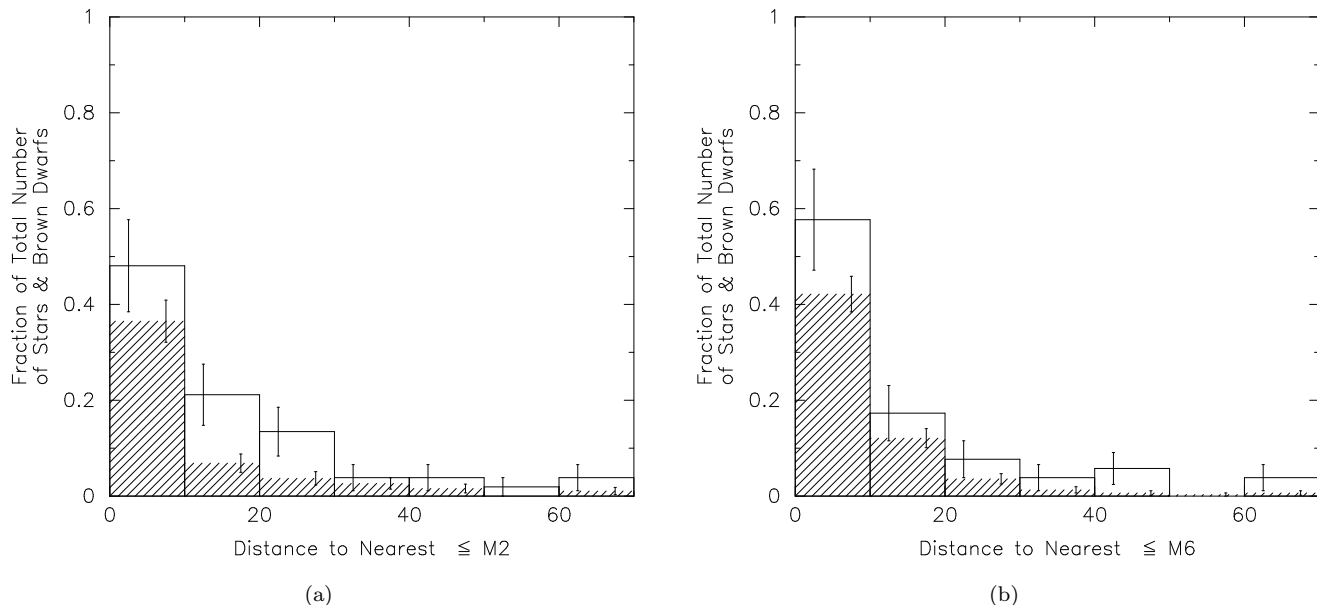 1
0.8
0.6
0.4
0.2
0
Fraction of Total Number
of Stars & Brown Dwarfs
0 20 40 60
Distance to Nearest ≦ M2
(a)
1
0.8
0.6
0.4
0.2
0
Fraction of Total Number
of Stars & Brown Dwarfs
0 20 40 60
Distance to Nearest ≦ M6
(b)